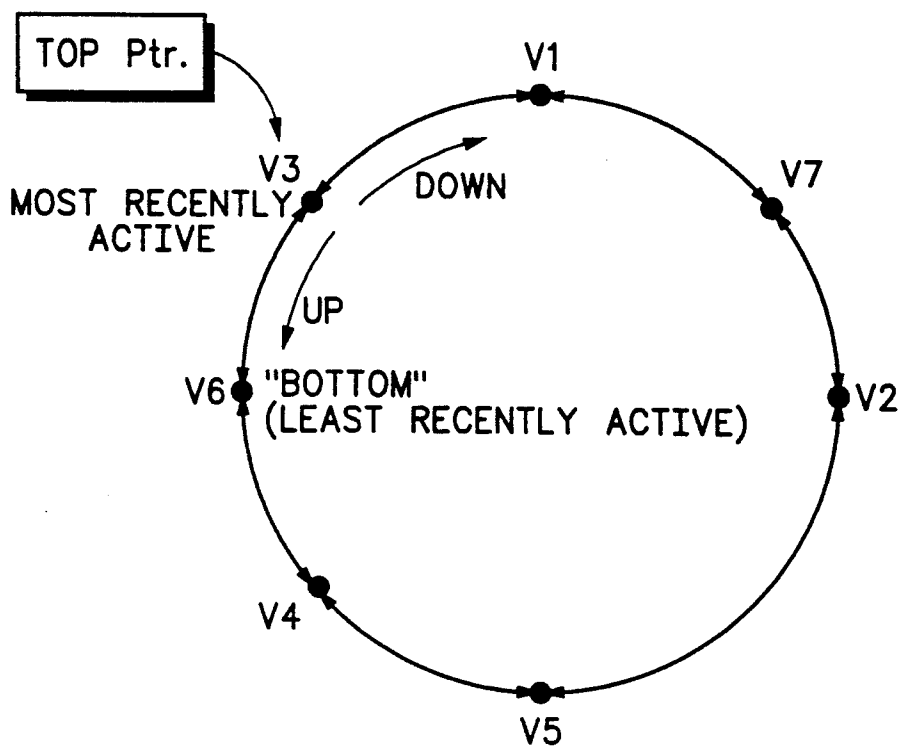 TOP Ptr.
V1
V3
MOST RECENTLY
ACTIVE
DOWN
V7
UP
V6
"BOTTOM"
(LEAST RECENTLY ACTIVE)
V2
V4
V5